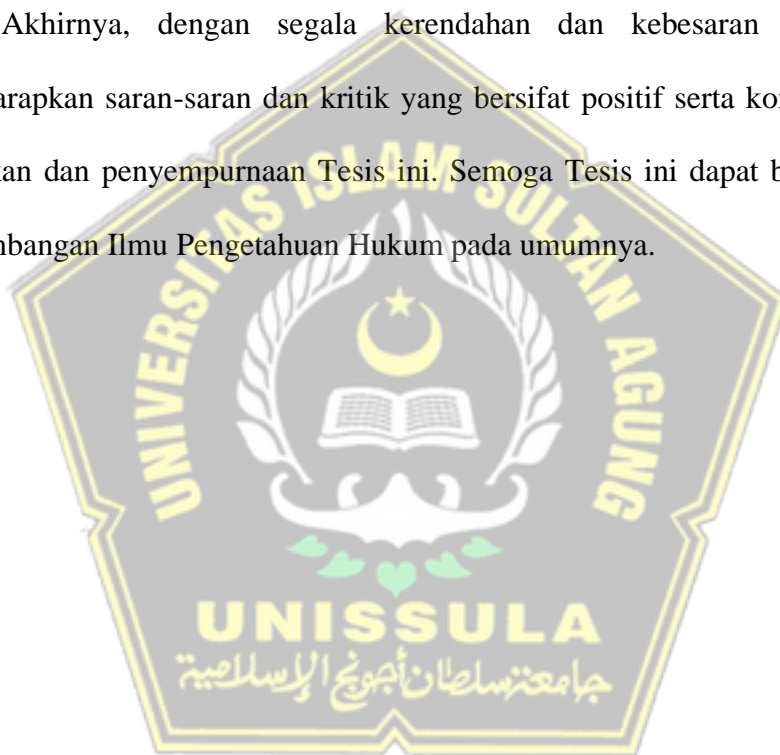 Akhirnya, dengan segala kerendahan dan kebesaran
arapkan saran-saran dan kritik yang bersifat positif serta ko
kan dan penyempurnaan Tesis ini. Semoga Tesis ini dapat b
mbangan Ilmu Pengetahuan Hukum pada umumnya.
UNIVERSITAS ISLAM SULTAN AGUNG
UNISSULA
جامعة سلطان أجونج الإسلامية